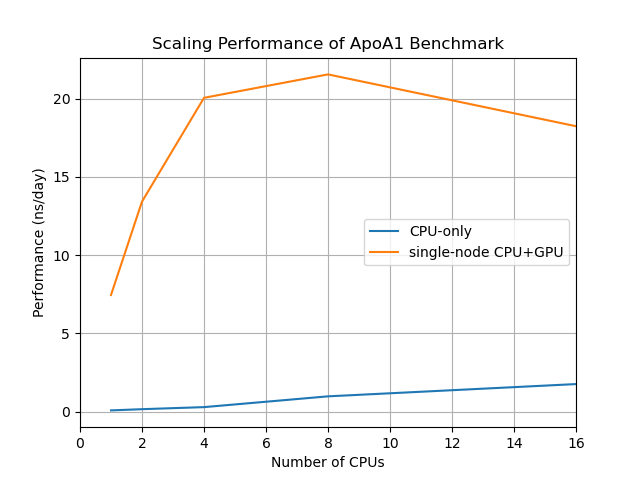 Scaling Performance of ApoA1 Benchmark
Performance (ns/day)
20
15
10
5
0
CPU-only
single-node CPU+GPU
0 2 4 6 8 10 12 14 16
Number of CPUs